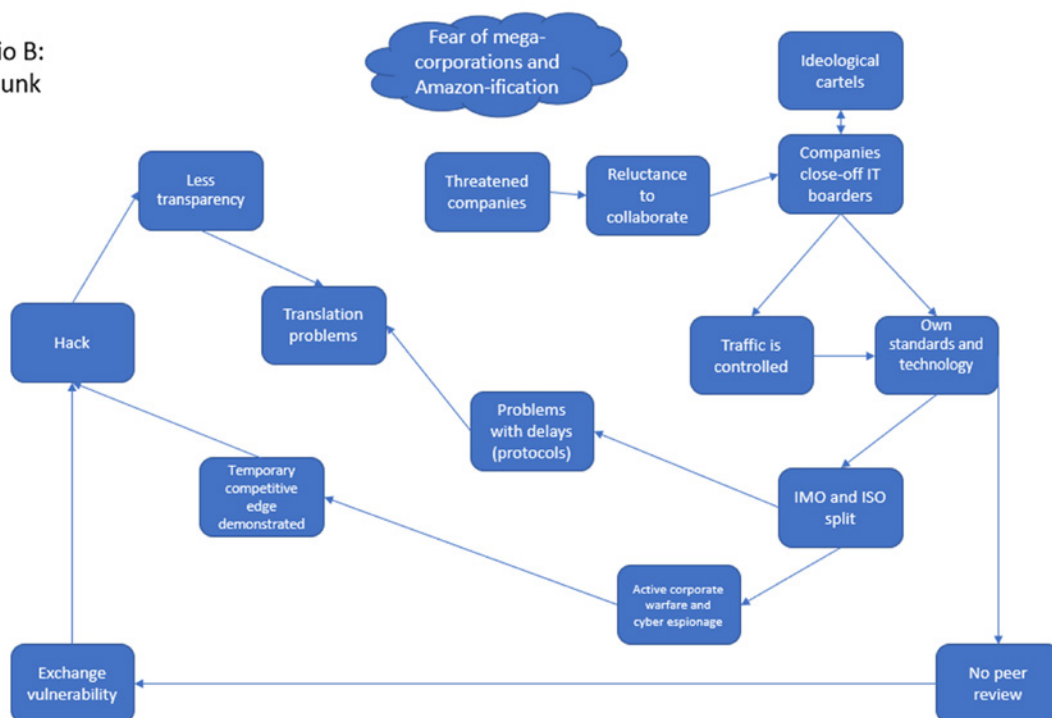 io B:
unk
Fear of mega-
corporations and
Amazon-ification
Ideological
cartels
Less
transparency
Threatened
companies
Reluctance
to
collaborate
Companies
close-off IT
boarders
Hack
Translation
problems
Traffic is
controlled
Own
standards and
technology
Problems
with delays
(protocols)
Temporary
competitive
edge
demonstrated
IMO and ISO
split
Active corporate
warfare and
cyber espionage
Exchange
vulnerability
No peer
review